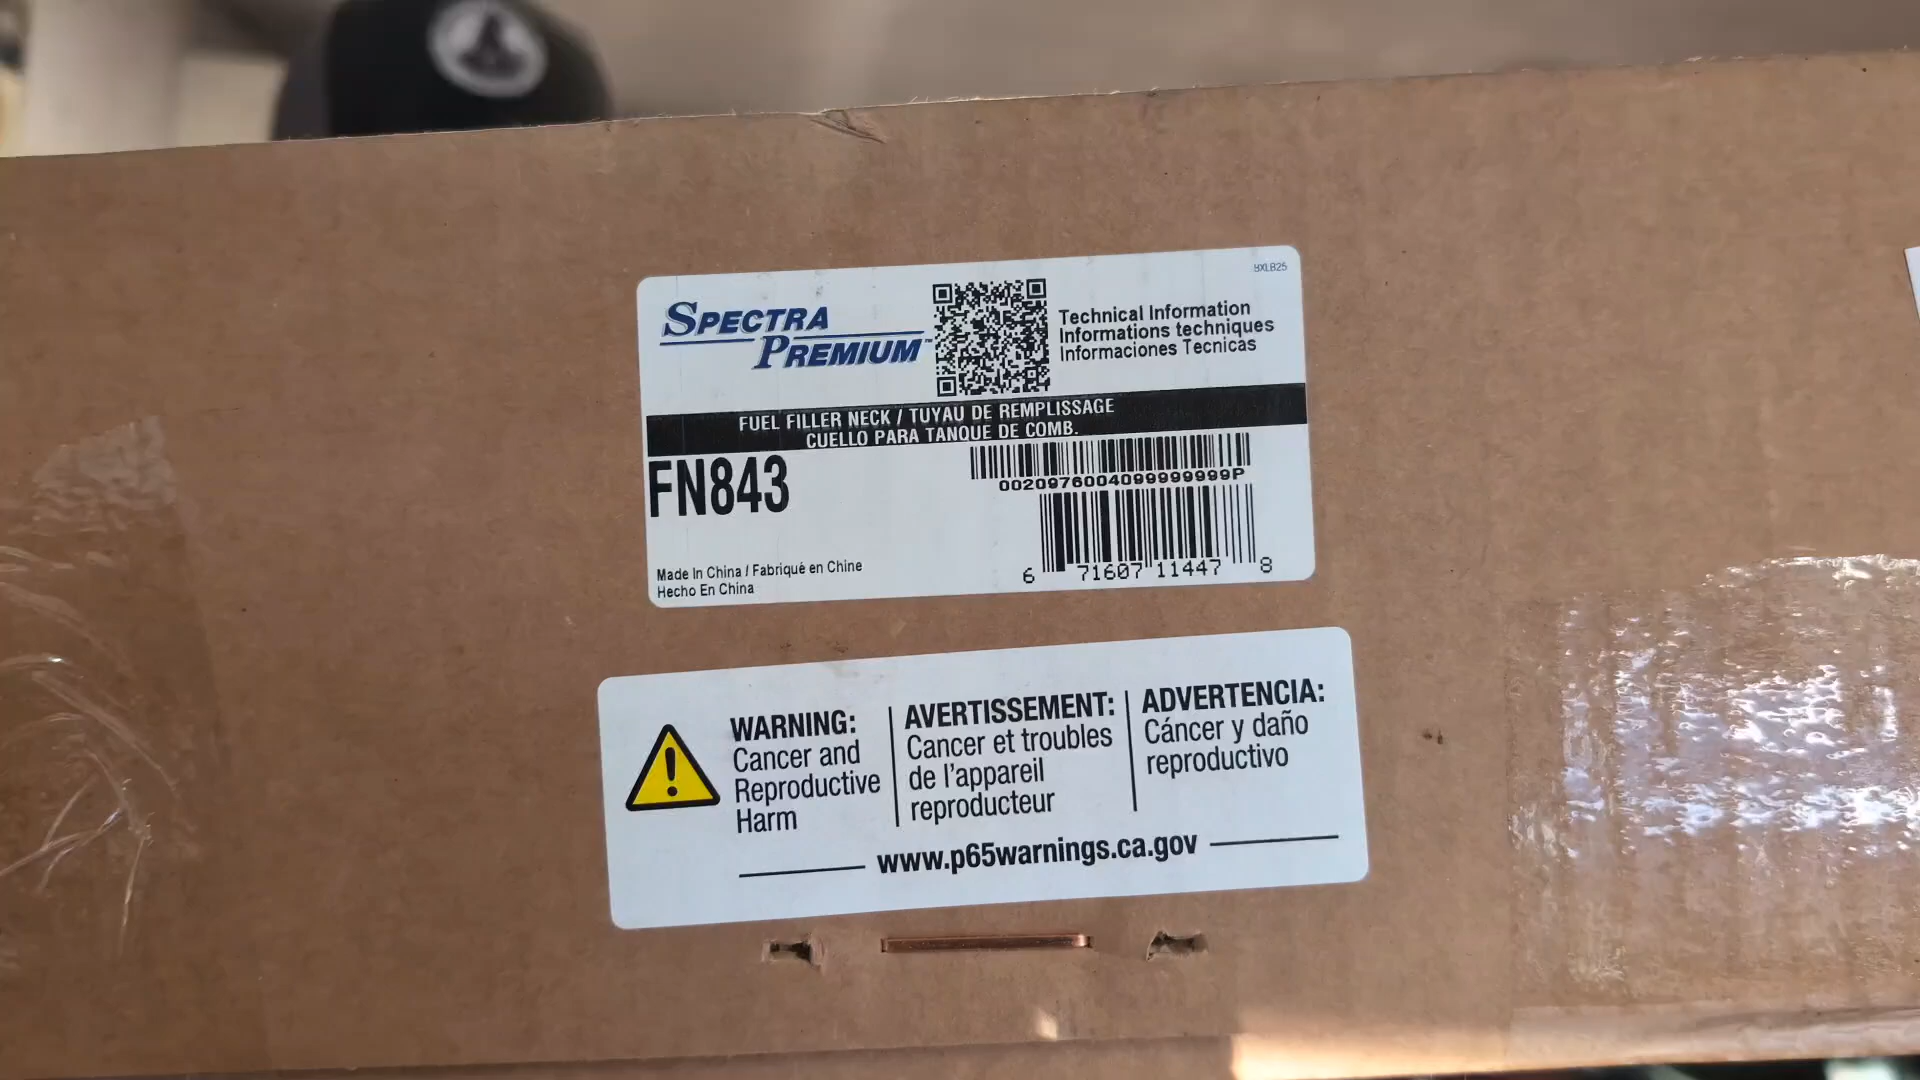 SPECTRA
PREMIUM™
Technical Information
Informations techniques
Informaciones Tecnicas
FUEL FILLER NECK / TUYAU DE REMPLISSAGE
CUELLO PARA TANQUE DE COMB.
FN843
0020976004099999999P
6 71607 11447 8
Made In China / Fabriqué en Chine
Hecho En China
WARNING:
Cancer and
Reproductive
Harm
AVERTISSEMENT:
Cancer et troubles
de l'appareil
reproducteur
ADVERTENCIA:
Cáncer y daño
reproductivo
www.p65warnings.ca.gov